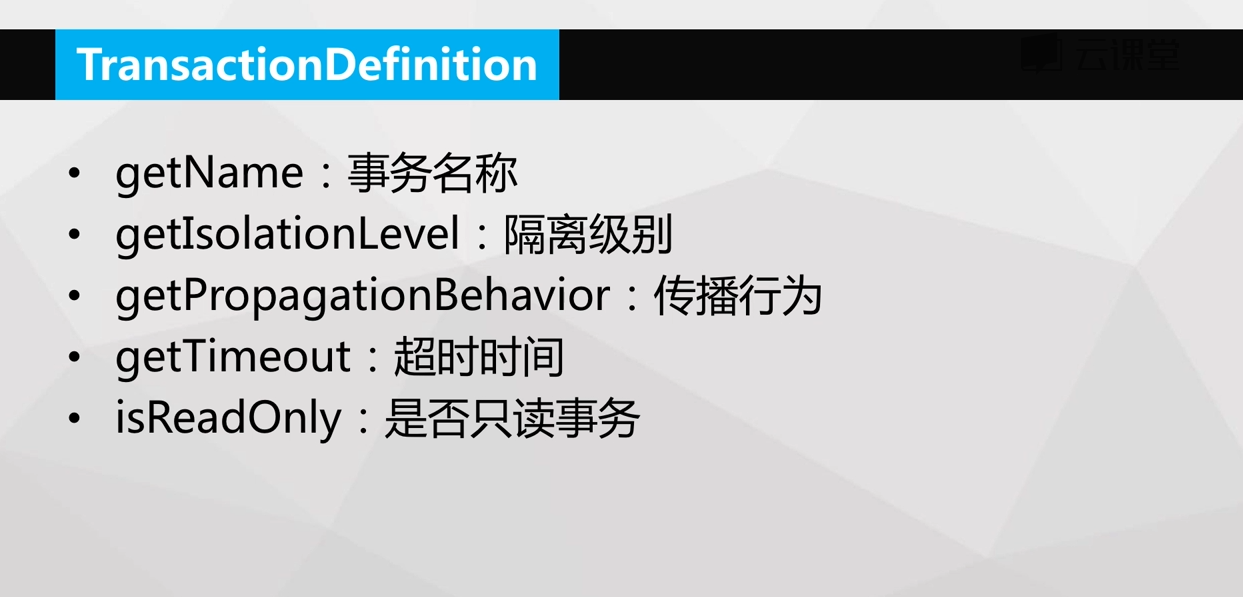 TransactionDefinition
云课堂
• getName：事务名称
• getIsolationLevel：隔离级别
• getPropagationBehavior：传播行为
• getTimeout：超时时间
• isReadOnly：是否只读事务